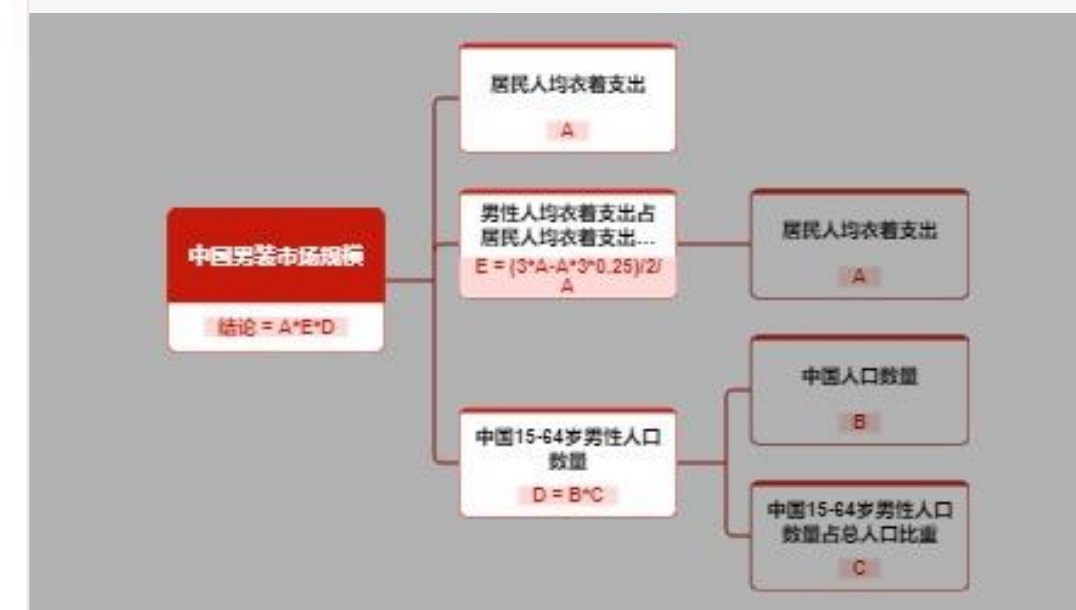 居民人均衣着支出
A
男性人均衣着支出占
居民人均衣着支出...
E = (3*A-A*3*0.25)/2/
A
居民人均衣着支出
A
中国男装市场规模
结论 = A*E*D
中国人口数量
B
中国15-64岁男性人口
数量
D = B*C
中国15-64岁男性人口
数量占总人口比重
C